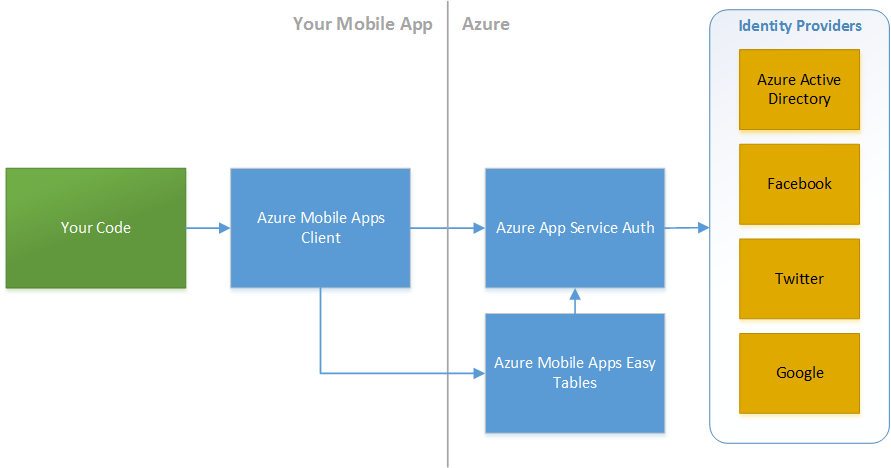 Your Mobile App
Azure
Identity Providers
Azure Active
Directory
Facebook
Twitter
Google
Your Code
Azure Mobile Apps
Client
Azure App Service Auth
Azure Mobile Apps Easy
Tables